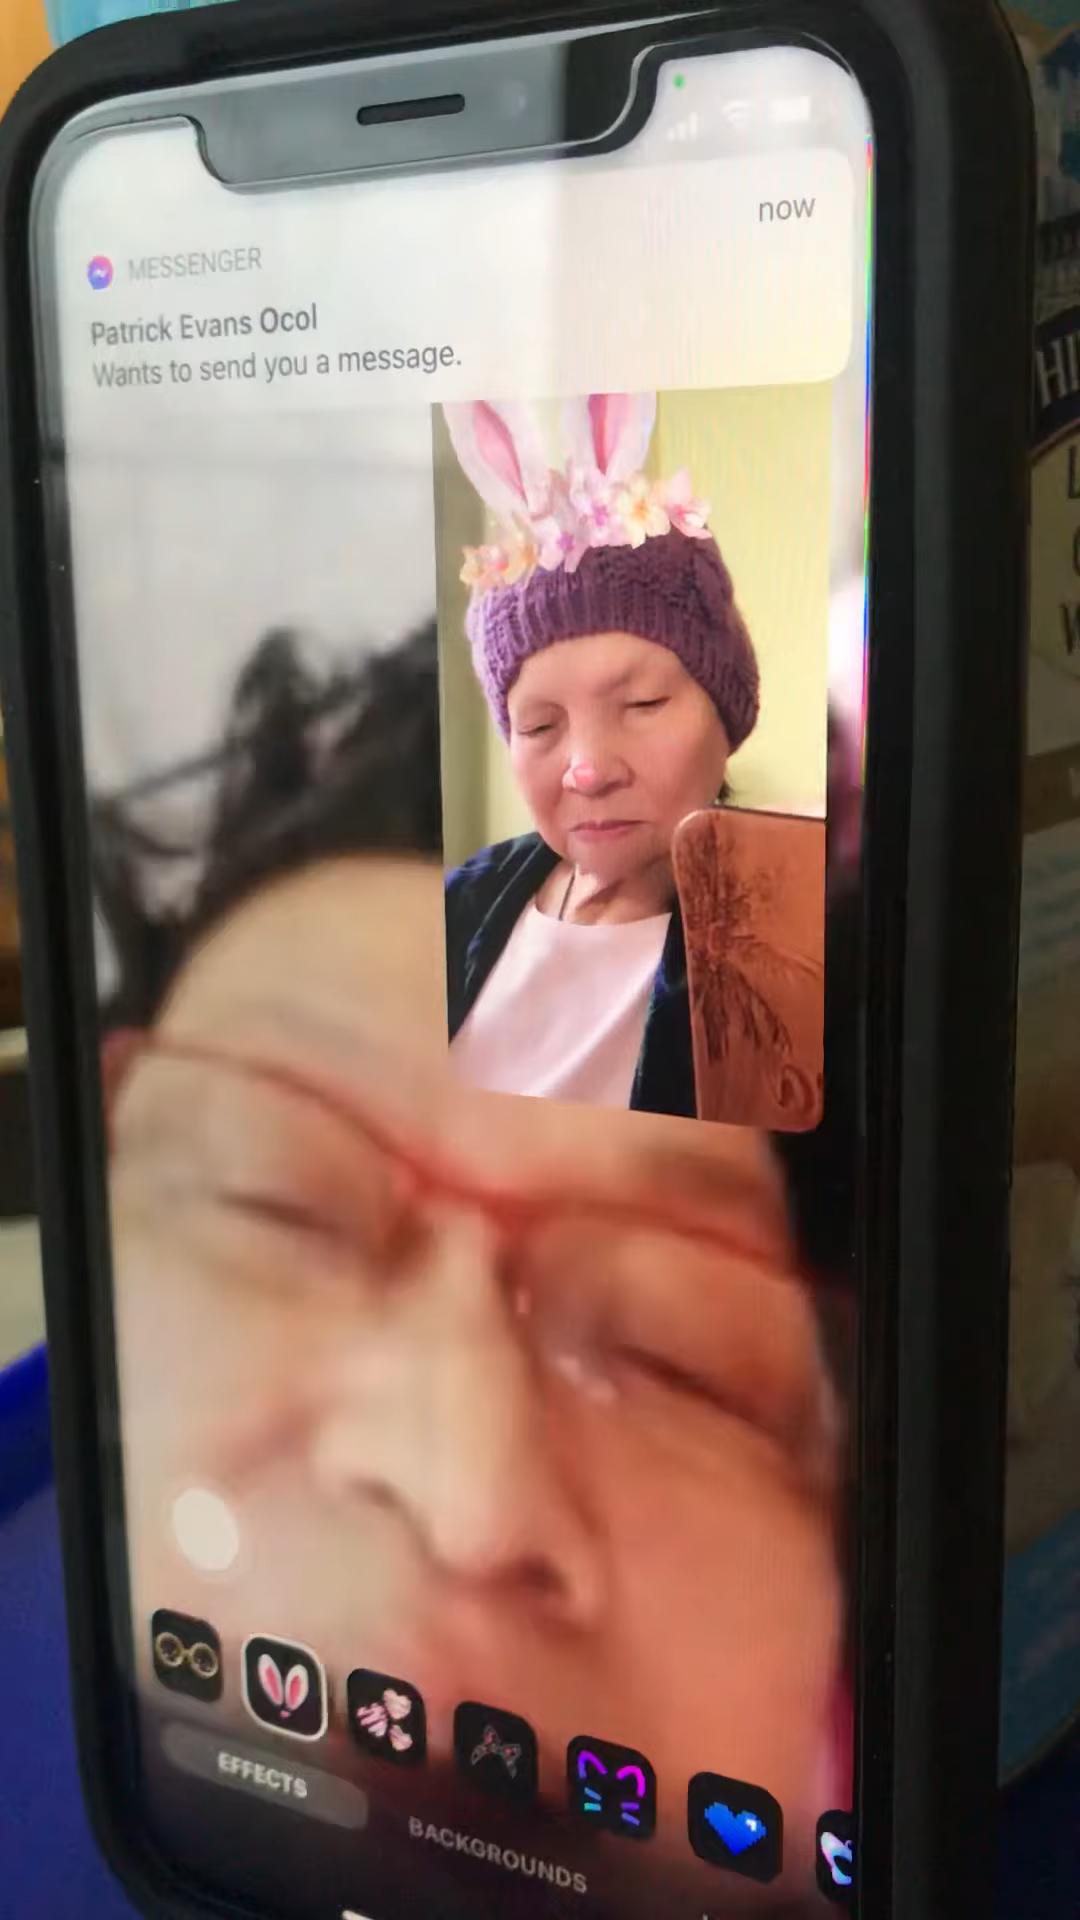 now
MESSENGER
Patrick Evans Ocol
Wants to send you a message.
EFFECTS
BACKGROUNDS